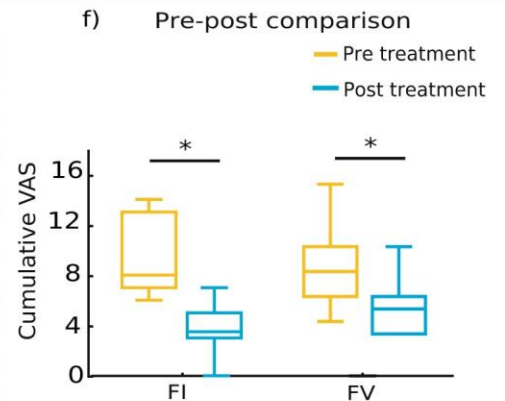 f) Pre-post comparison
Pre treatment
Post treatment
* *
Cumulative VAS
16
12
8
4
0
FI FV